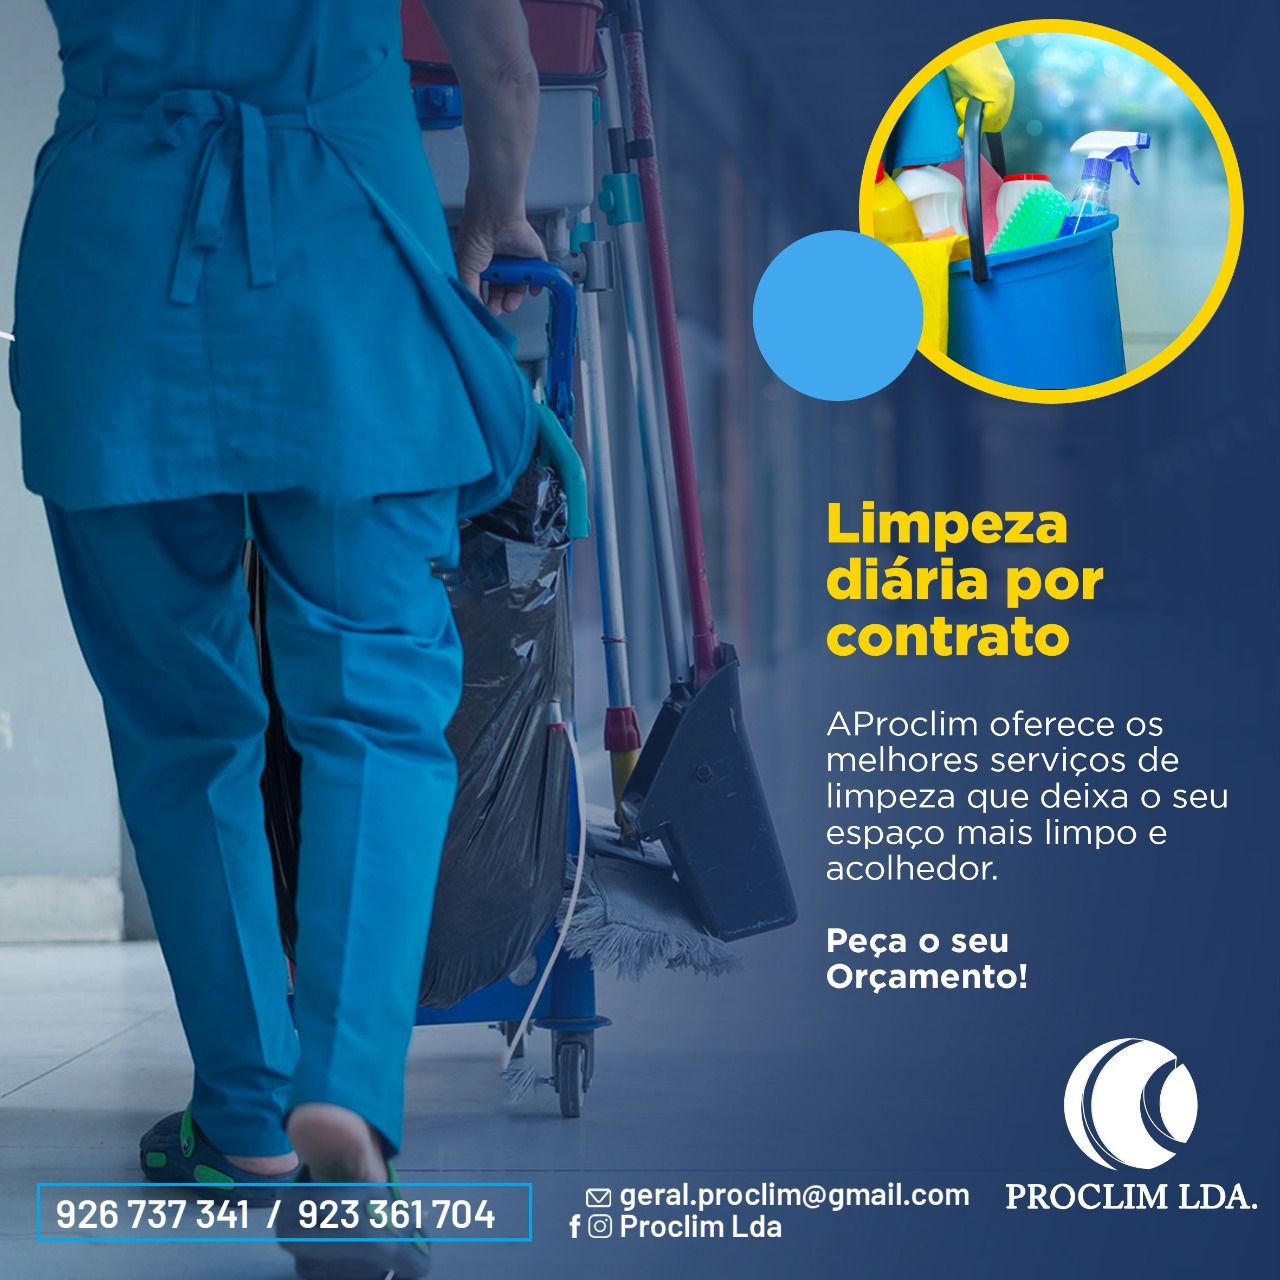 Limpeza
diária por
contrato
AProclim oferece os
melhores serviços de
limpeza que deixa o seu
espaço mais limpo e
acolhedor.
Peça o seu
Orçamento!
PROCLIM LDA.
926 737 341 / 923 361 704
geral.proclim@gmail.com
Proclim Lda